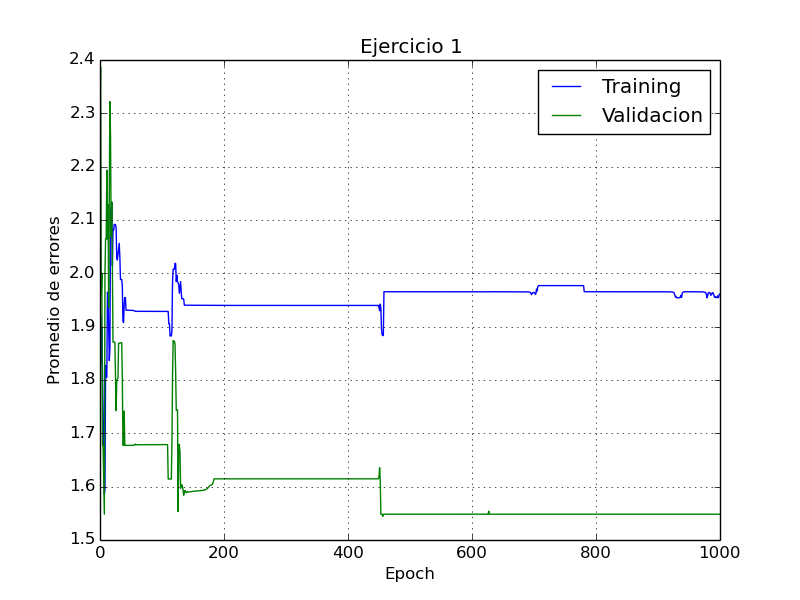 Ejercicio 1
Training
Validacion
Promedio de errores
2.4
2.3
2.2
2.1
2.0
1.9
1.8
1.7
1.6
1.5
0 200 400 600 800 1000
Epoch